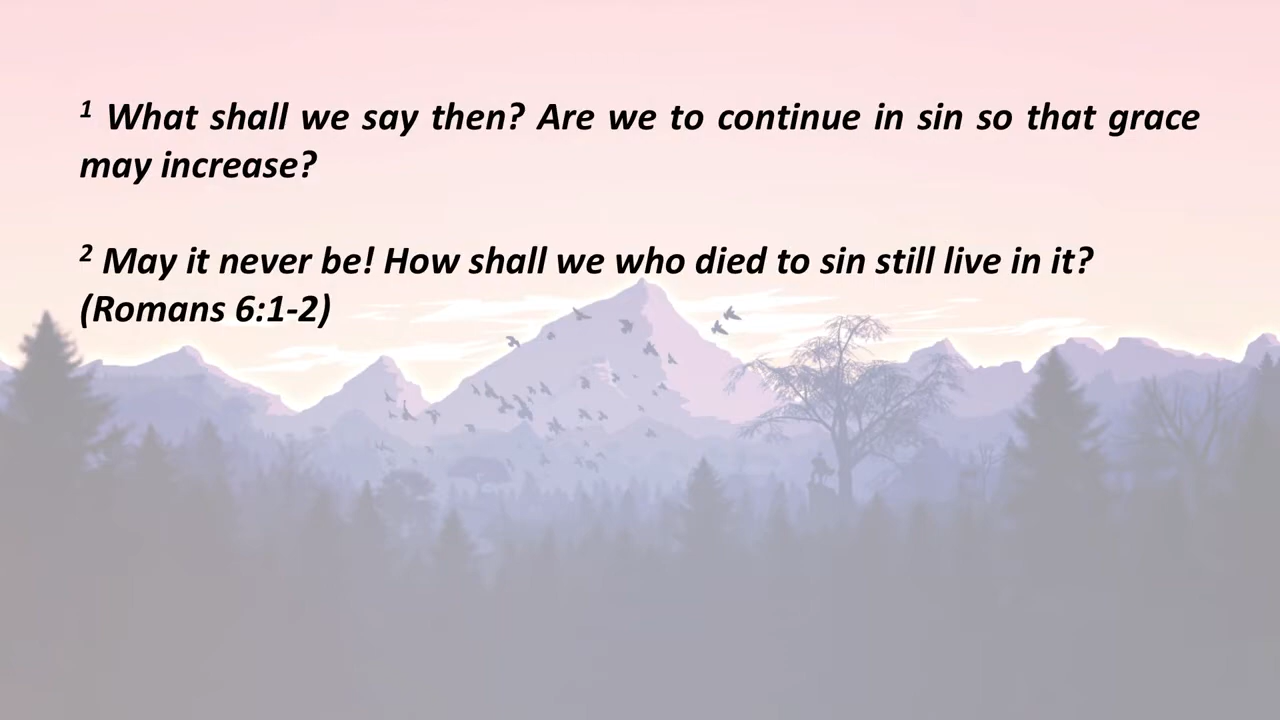 ¹ What shall we say then? Are we to continue in sin so that grace
may increase?
² May it never be! How shall we who died to sin still live in it?
(Romans 6:1-2)